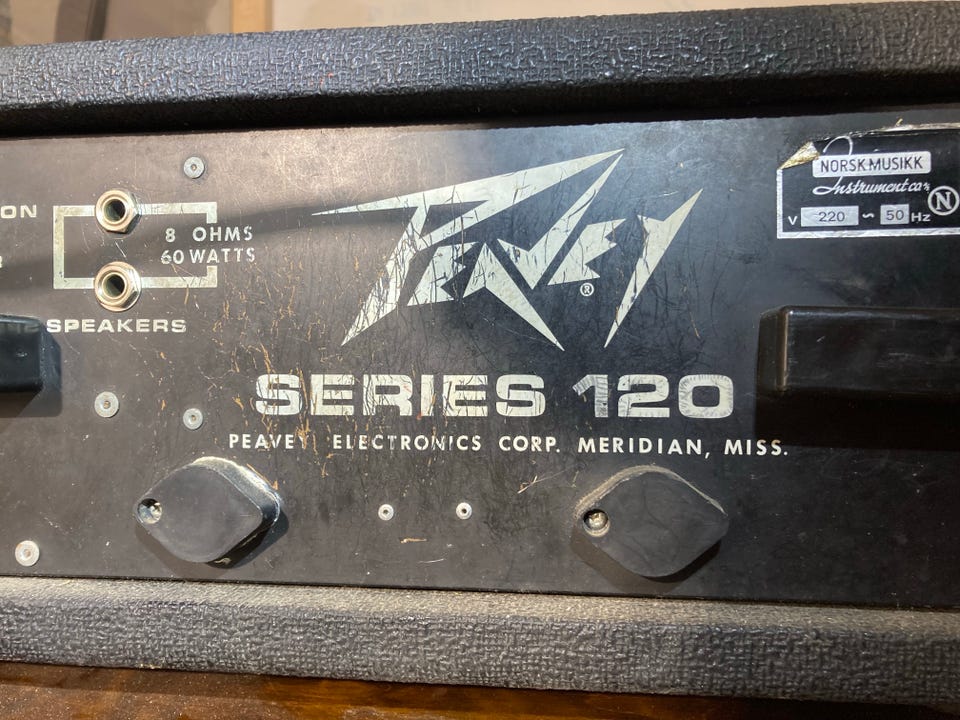 ON
8 OHMS
60 WATTS
SPEAKERS
PEAVEY
®
SERIES 120
PEAVEY ELECTRONICS CORP. MERIDIAN, MISS.
NORSK MUSIKK
Instrument co
N
V 220 ~ 50 Hz